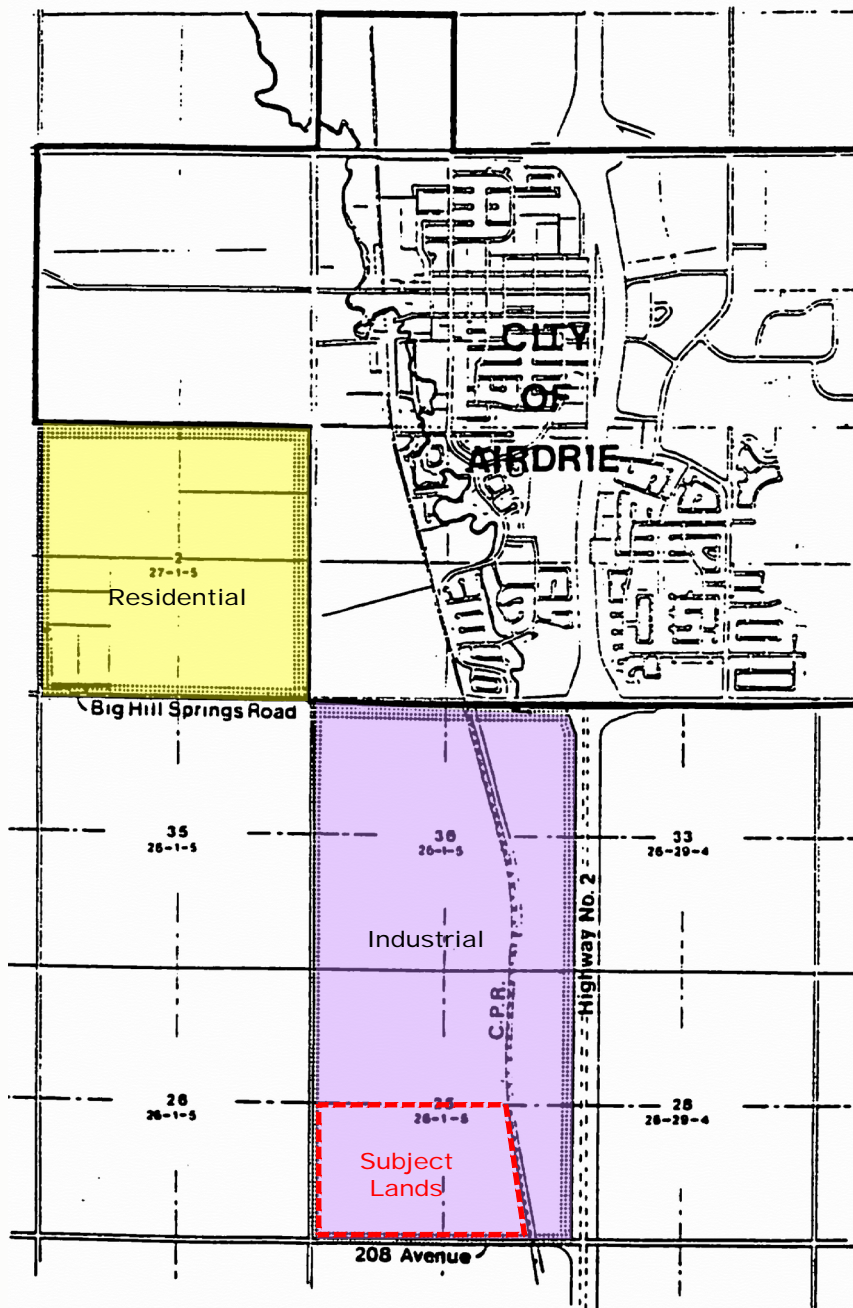 CITY
OF
AIRDRIE
2
27-1-5
Residential
Big Hill Springs Road
35
26-1-5
36
26-1-5
33
26-29-4
Industrial
Highway No. 2
C.P.R.
26
26-1-5
25
26-1-5
28
26-29-4
Subject
Lands
208 Avenue